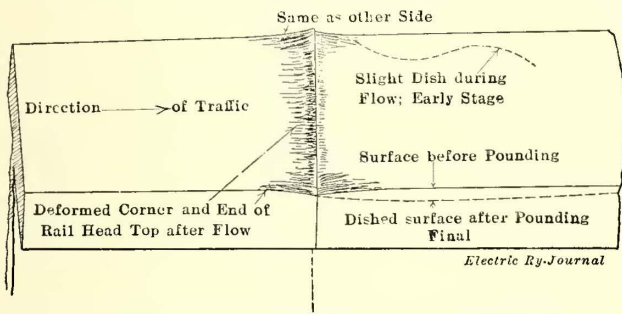 Same as other Side
Slight Dish during
Flow; Early Stage
Direction of Traffic
Surface before Pounding
Deformed Corner and End of
Rail Head Top after Flow
Dished surface after Pounding
Final
Electric Ry-Journal